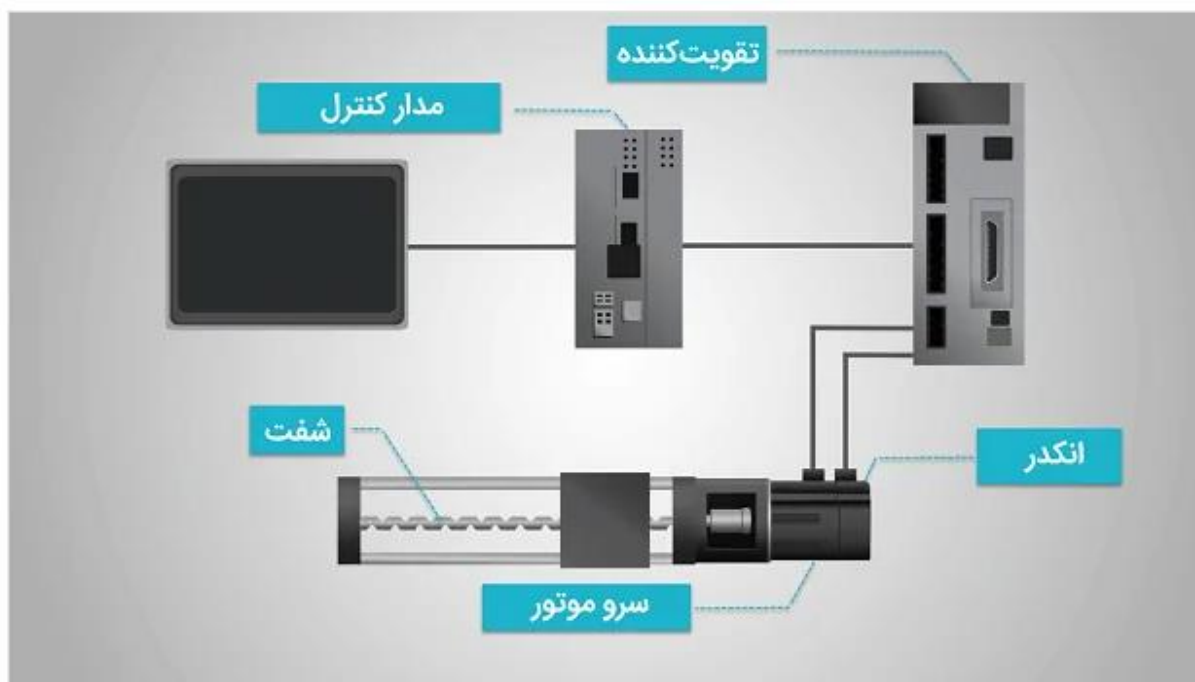 تقویت‌کننده
مدار کنترل
شفت
انکدر
سرو موتور